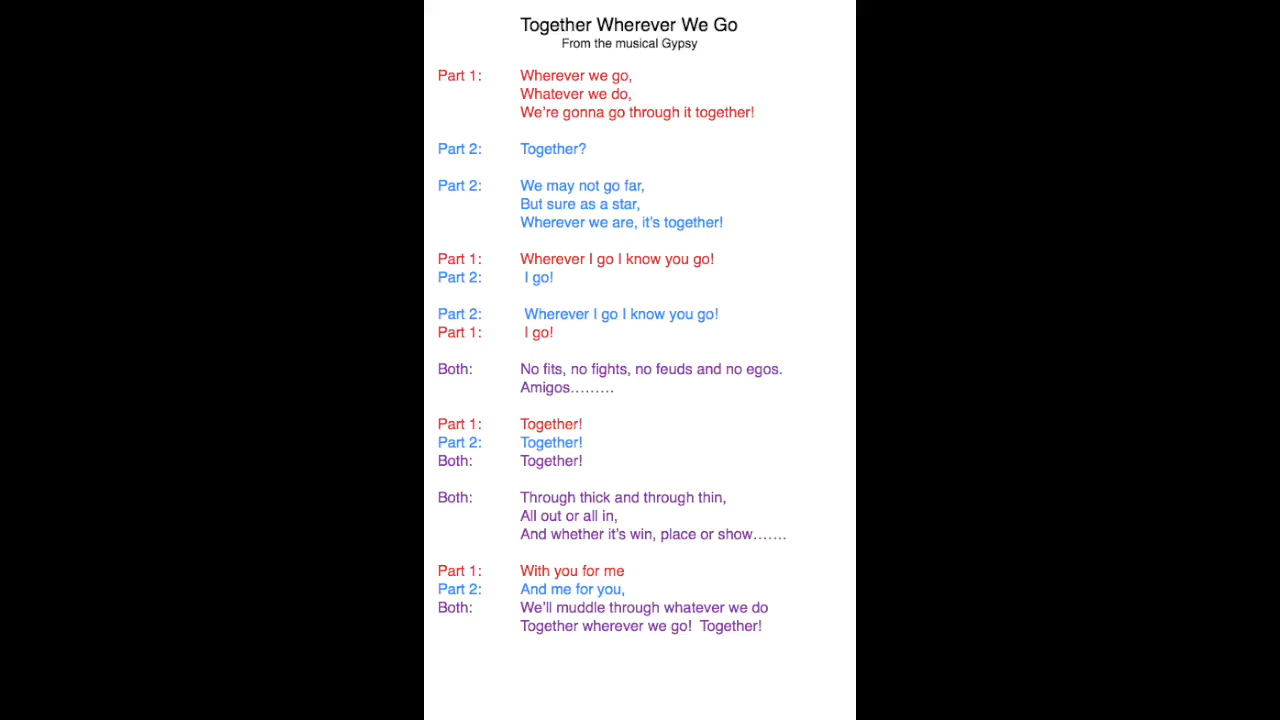 Together Wherever We Go
From the musical Gypsy
Part 1: Wherever we go,
Whatever we do,
We're gonna go through it together!
Part 2: Together?
Part 2: We may not go far,
But sure as a star,
Wherever we are, it's together!
Part 1: Wherever I go I know you go!
Part 2: I go!
Part 2: Wherever I go I know you go!
Part 1: I go!
Both: No fits, no fights, no feuds and no egos.
Amigos.........
Part 1: Together!
Part 2: Together!
Both: Together!
Both: Through thick and through thin,
All out or all in,
And whether it's win, place or show.......
Part 1: With you for me
Part 2: And me for you,
Both: We'll muddle through whatever we do
Together wherever we go!  Together!